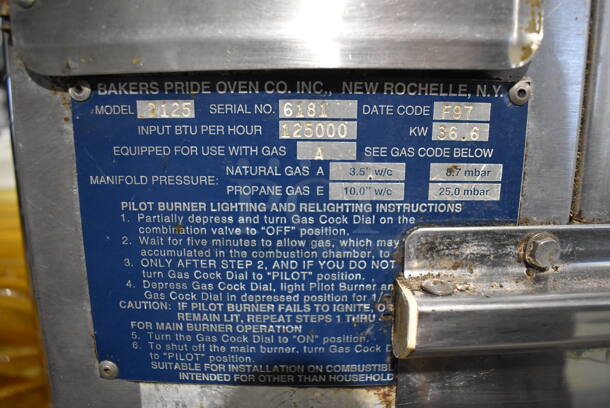 BAKERS PRIDE OVEN CO. INC., NEW ROCHELLE, N.Y.
MODEL 2125 SERIAL NO. 6181 DATE CODE F97
INPUT BTU PER HOUR 125000 KW 36.6
EQUIPPED FOR USE WITH GAS A SEE GAS CODE BELOW
MANIFOLD PRESSURE: NATURAL GAS A 3.5" w/c 8.7 mbar
PROPANE GAS E 10.0" w/c 25.0 mbar
PILOT BURNER LIGHTING AND RELIGHTING INSTRUCTIONS
1. Partially depress and turn Gas Cock Dial on the
combination valve to "OFF" position.
2. Wait for five minutes to allow gas, which may
accumulated in the combustion chamber, to
3. ONLY AFTER STEP 2, AND IF YOU DO NOT
turn Gas Cock Dial to "PILOT" position.
4. Depress Gas Cock Dial, light Pilot Burner
Gas Cock Dial in depressed position for
CAUTION: IF PILOT BURNER FAILS TO IGNITE,
REMAIN LIT, REPEAT STEPS 1 THRU
FOR MAIN BURNER OPERATION
5. Turn the Gas Cock Dial to "ON" position.
6. To shut off the main burner, turn Gas Cock
to "PILOT" position.
SUITABLE FOR INSTALLATION ON
INTENDED FOR OTHER THAN HOUSEHOLD